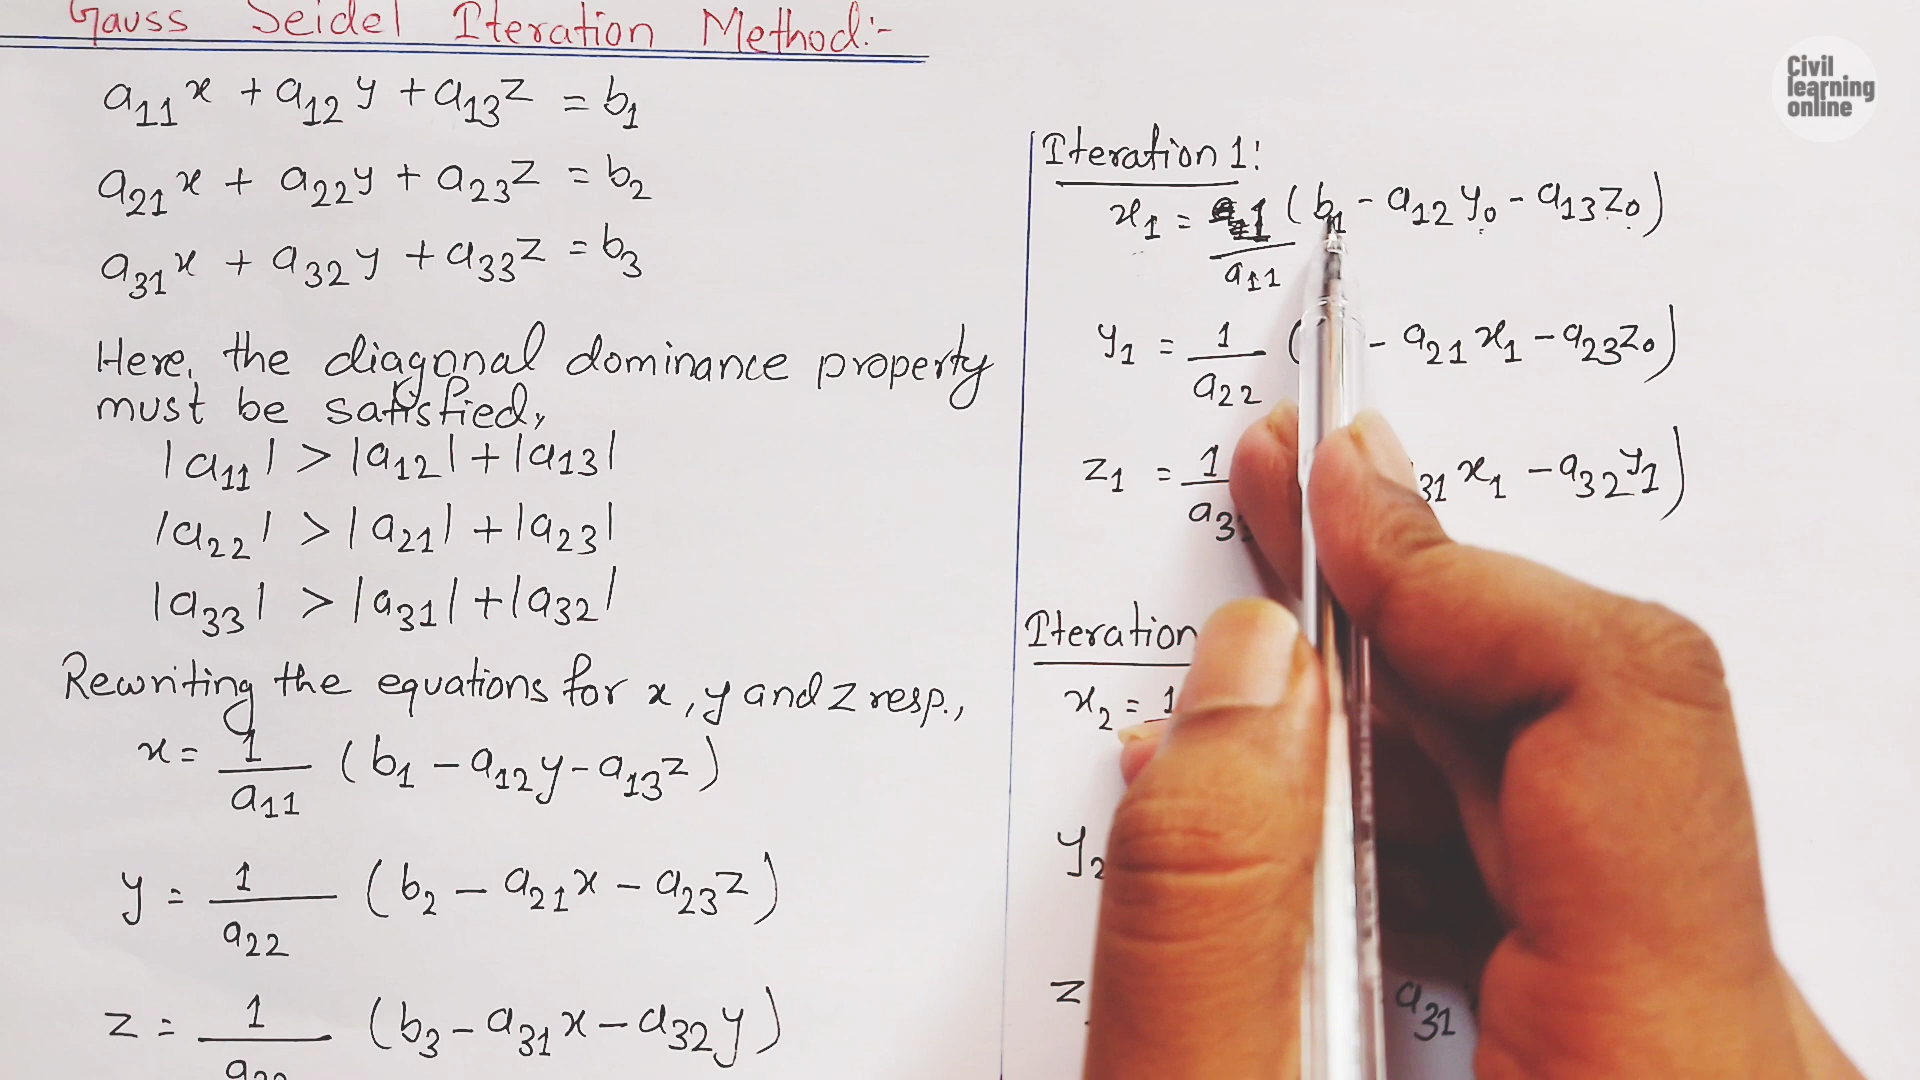 Gauss Seidel Iteration Method:-
a11x + a12y + a13z = b1
a21x + a22y + a23z = b2
a31x + a32y + a33z = b3
Here, the diagonal dominance property
must be satisfied,
|a11| > |a12| + |a13|
|a22| > |a21| + |a23|
|a33| > |a31| + |a32|
Rewriting the equations for x, y and z resp.,
x = 1/a11 (b1 - a12y - a13z)
y = 1/a22 (b2 - a21x - a23z)
z = 1/ (b3 - a31x - a32y)
Civil
learning
online
Iteration 1:
x1 = 1/a11 (b1 - a12y0 - a13z0)
y1 = 1/a22 ( - a21x1 - a23z0)
z1 = 1/a33 31x1 - a32y1)
Iteration
x2 = 1
y2
z
a31